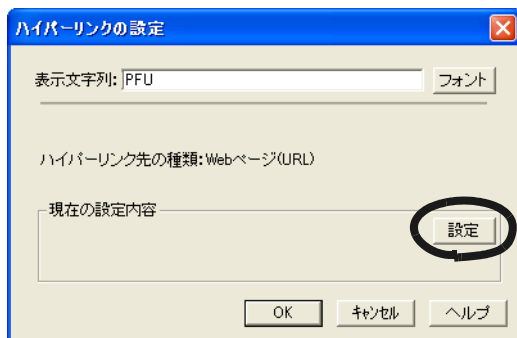 ハイパーリンクの設定
表示文字列: PFU フォント
ハイパーリンク先の種類:Webページ(URL)
現在の設定内容
設定
OK キャンセル ヘルプ